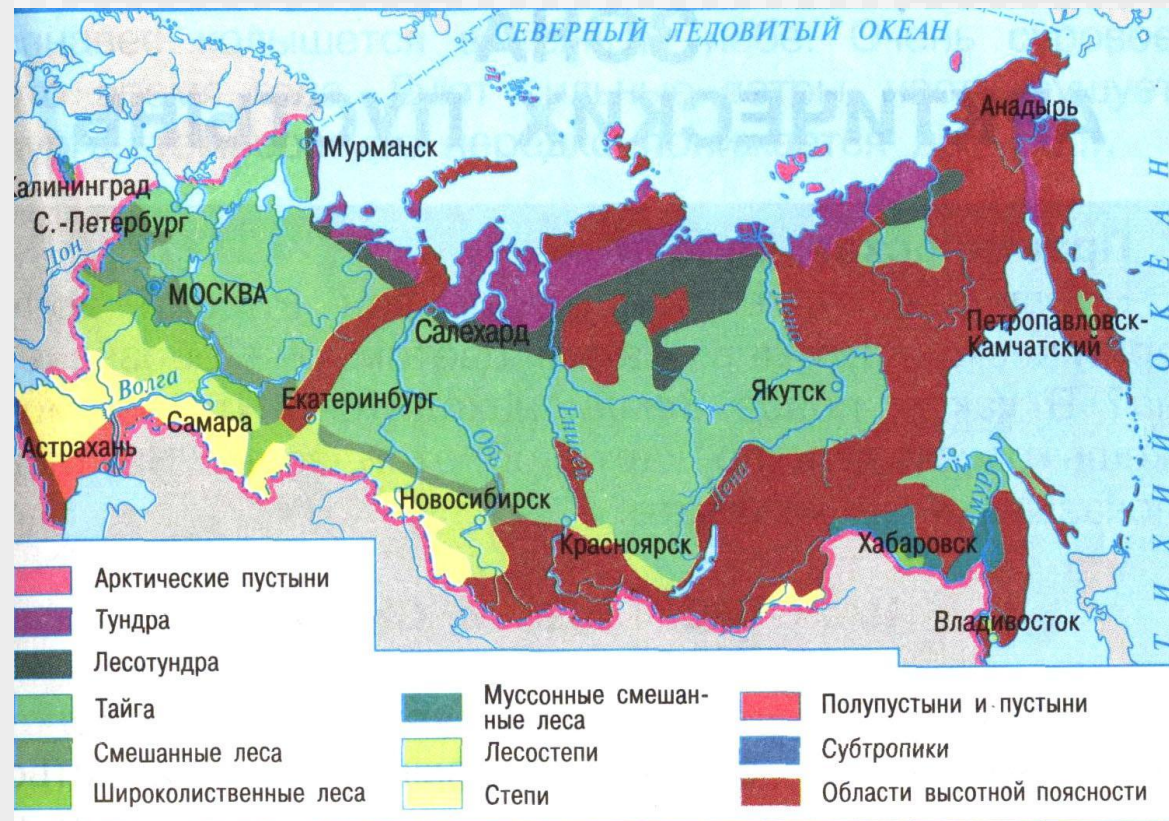 СЕВЕРНЫЙ ЛЕДОВИТЫЙ ОКЕАН
Анадырь
Мурманск
Калининград
С.-Петербург
Дон
МОСКВА
Салехард
Лена
Петропавловск-
Камчатский
Волга
Екатеринбург
Якутск
Самара
Астрахань
Обь
Енисей
Лена
Новосибирск
Красноярск
Амур
Хабаровск
Владивосток
ТИХИЙ ОКЕАН
Арктические пустыни
Тундра
Лесотундра
Тайга
Смешанные леса
Широколиственные леса
Муссонные смешан-
ные леса
Лесостепи
Степи
Полупустыни и пустыни
Субтропики
Области высотной поясности